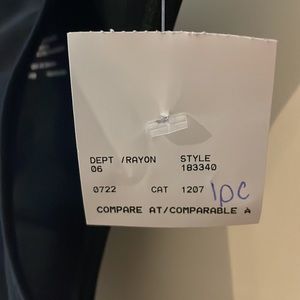 DEPT /RAYON STYLE
06 183340
0722 CAT 1207 1pc
COMPARE AT/COMPARABLE A